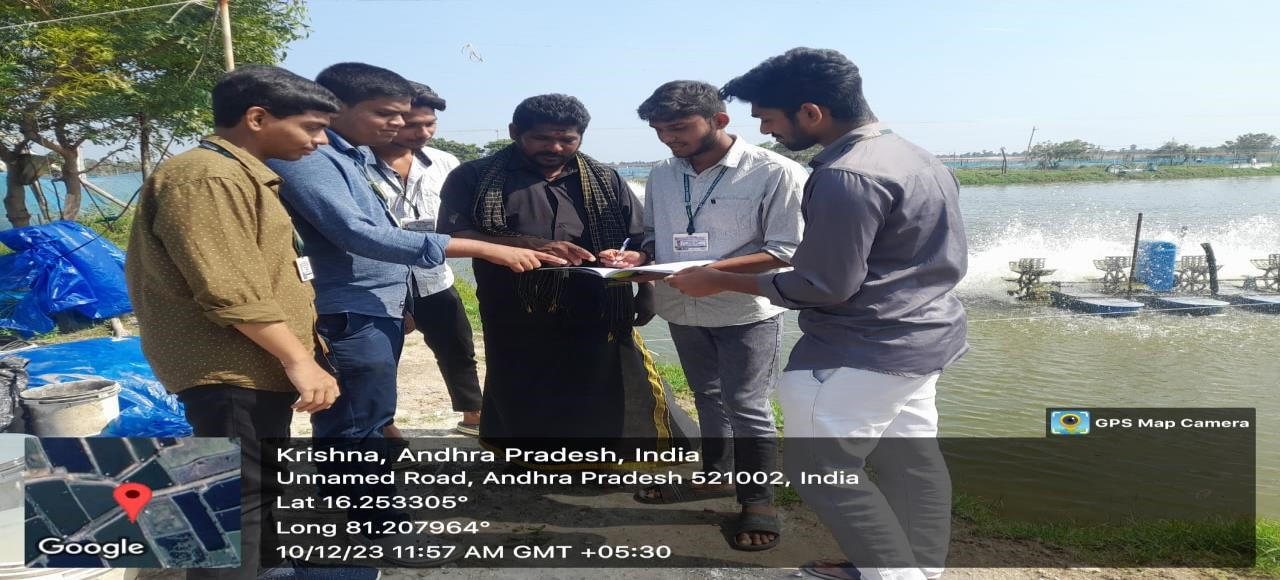 GPS Map Camera
Krishna, Andhra Pradesh, India
Unnamed Road, Andhra Pradesh 521002, India
Lat 16.253305°
Long 81.207964°
10/12/23 11:57 AM GMT +05:30
Google